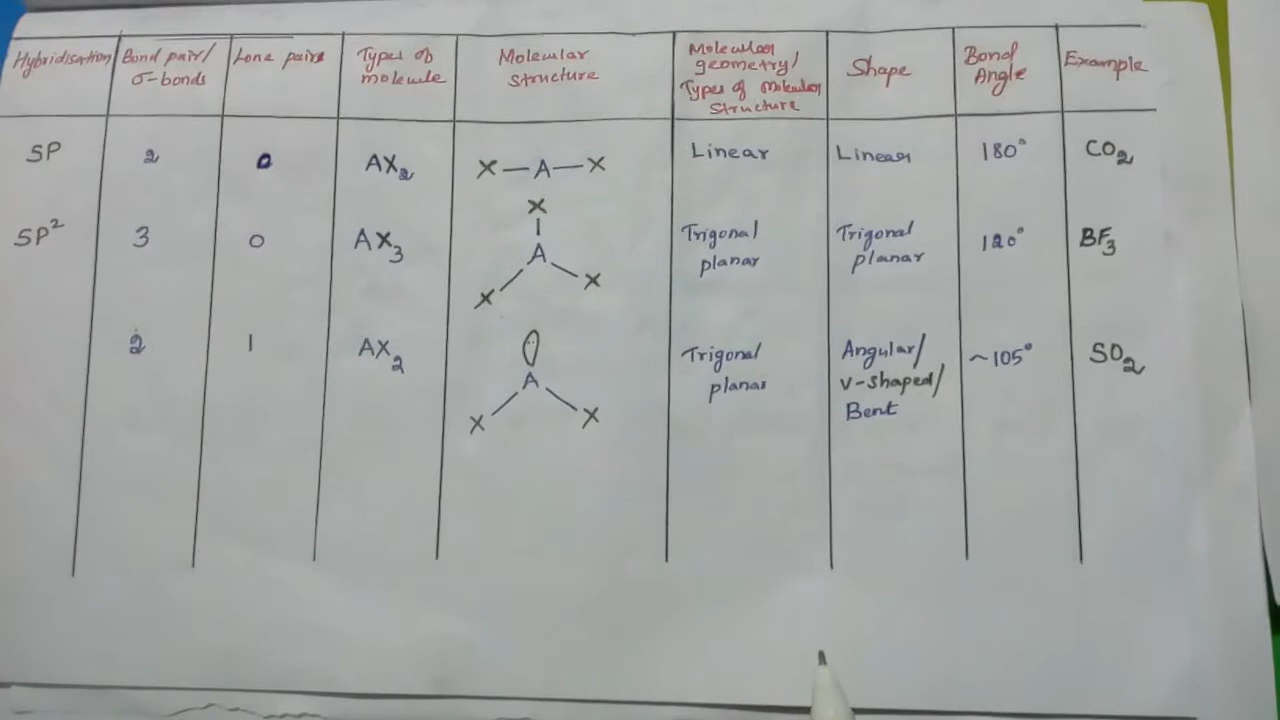 Hybridisation
Bond pair/
σ-bonds
Lone pairs
Types of
molecule
Molecular
Structure
Molecular
geometry/
Types of Molecular
Structure
Shape
Bond
Angle
Example
SP
2
0
AX₂
X—A—X
Linear
Linear
180°
CO₂
SP²
3
0
AX₃
X
A
X
X
Trigonal
planar
Trigonal
planar
120°
BF₃
2
1
AX₂
A
X
X
Trigonal
planar
Angular/
V-shaped/
Bent
~105°
SO₂